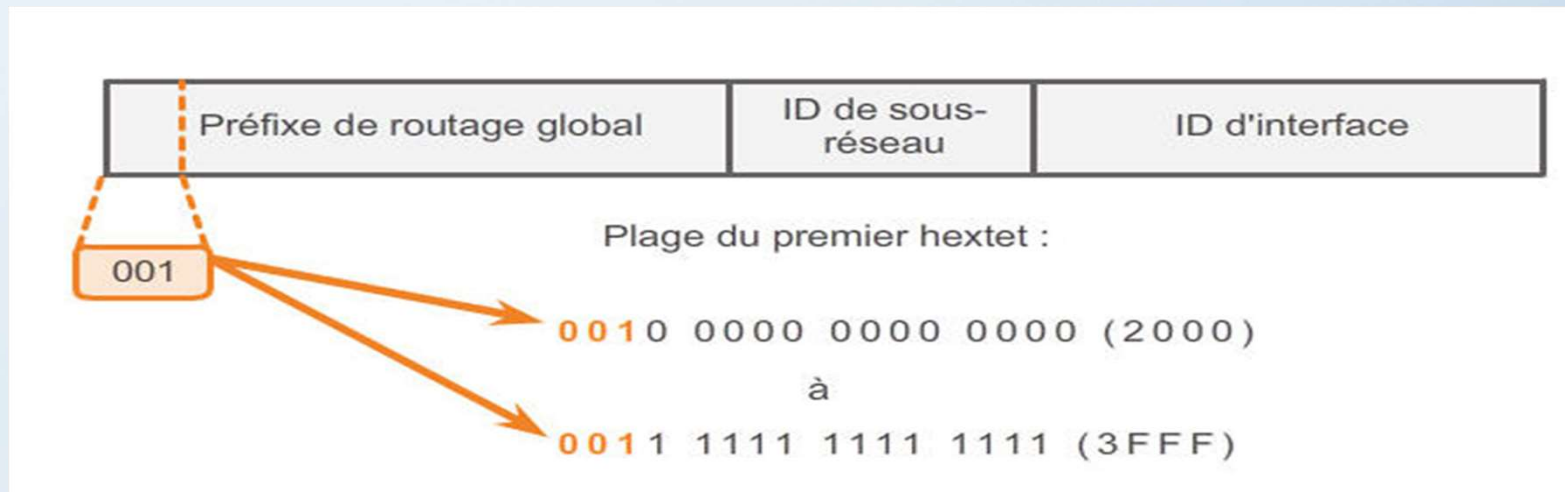 Préfixe de routage global
ID de sous-
réseau
ID d'interface
001
Plage du premier hextet :
0010 0000 0000 0000 (2000)
à
0011 1111 1111 1111 (3FFF)